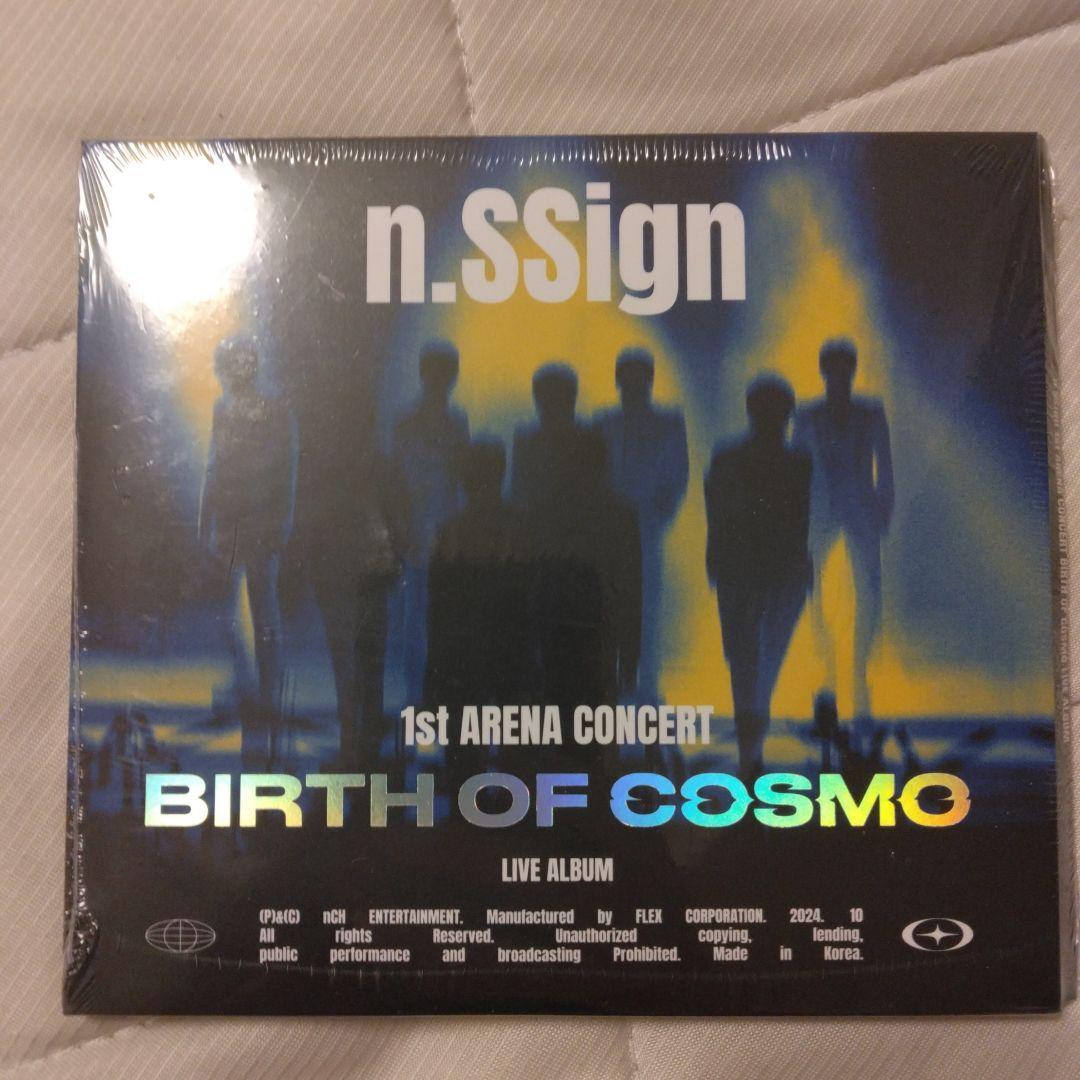 n.SSign
1st ARENA CONCERT
BIRTH OF COSMO
LIVE ALBUM
(P)&(C) nCH ENTERTAINMENT. Manufactured by FLEX CORPORATION. 2024. 10
All rights Reserved. Unauthorized copying, lending,
public performance and broadcasting Prohibited. Made in Korea.